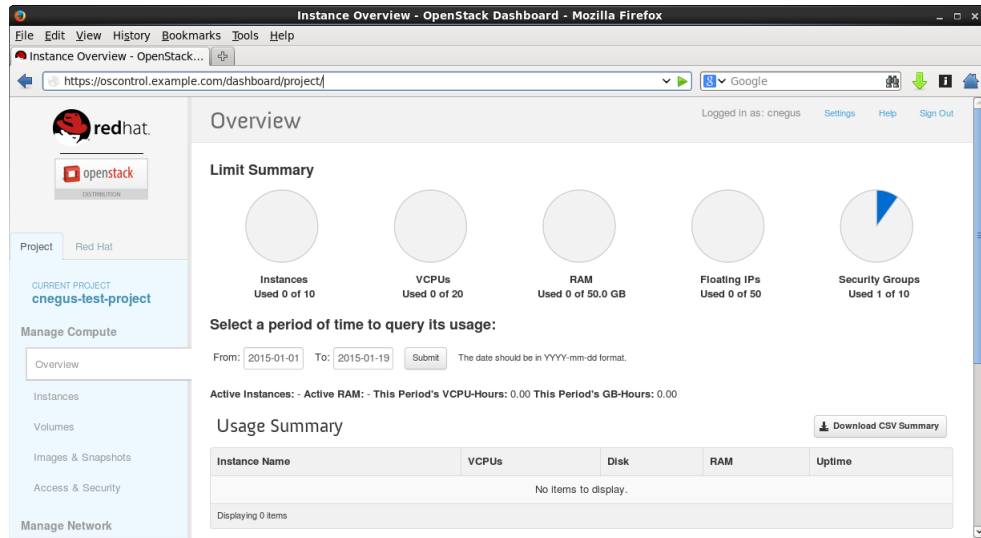 Instance Overview - OpenStack Dashboard - Mozilla Firefox
File Edit View History Bookmarks Tools Help
Instance Overview - OpenStack...
https://oscontrol.example.com/dashboard/project/
Google
redhat.
openstack
DISTRIBUTION
Overview
Logged in as: cnegus Settings Help Sign Out
Project Red Hat
CURRENT PROJECT
cnegus-test-project
Manage Compute
Overview
Instances
Volumes
Images & Snapshots
Access & Security
Manage Network
Limit Summary
Instances VCPUs RAM Floating IPs Security Groups
Used 0 of 10 Used 0 of 20 Used 0 of 50.0 GB Used 0 of 50 Used 1 of 10
Select a period of time to query its usage:
From: 2015-01-01 To: 2015-01-19 Submit The date should be in YYYY-mm-dd format.
Active Instances: - Active RAM: - This Period's VCPU-Hours: 0.00 This Period's GB-Hours: 0.00
Usage Summary
Download CSV Summary
Instance Name VCPUs Disk RAM Uptime
No items to display.
Displaying 0 items